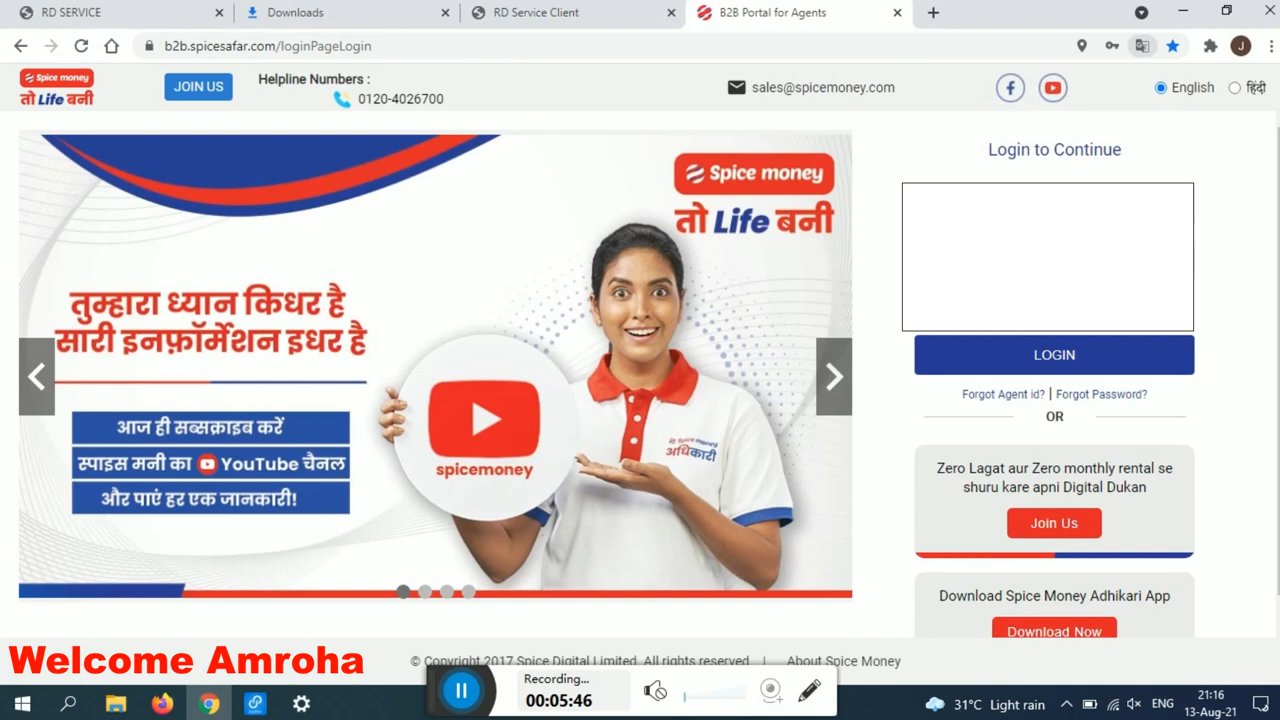 RD SERVICE
Downloads
RD Service Client
B2B Portal for Agents
b2b.spicesafar.com/loginPageLogin
J
Spice money
तो Life बनी
JOIN US
Helpline Numbers :
0120-4026700
sales@spicemoney.com
English
हिंदी
Spice money
तो Life बनी
तुम्हारा ध्यान किधर है
सारी इनफ़ॉर्मेशन इधर है
आज ही सब्सक्राइब करें
स्पाइस मनी का YouTube चैनल
और पाएं हर एक जानकारी!
spicemoney
Spice money
अधिकारी
Login to Continue
LOGIN
Forgot Agent id? | Forgot Password?
OR
Zero Lagat aur Zero monthly rental se
shuru kare apni Digital Dukan
Join Us
Download Spice Money Adhikari App
Download Now
Welcome Amroha
© Copyright 2017 Spice Digital Limited. All rights reserved | About Spice Money
Recording...
00:05:46
31°C Light rain
ENG
21:16
13-Aug-21